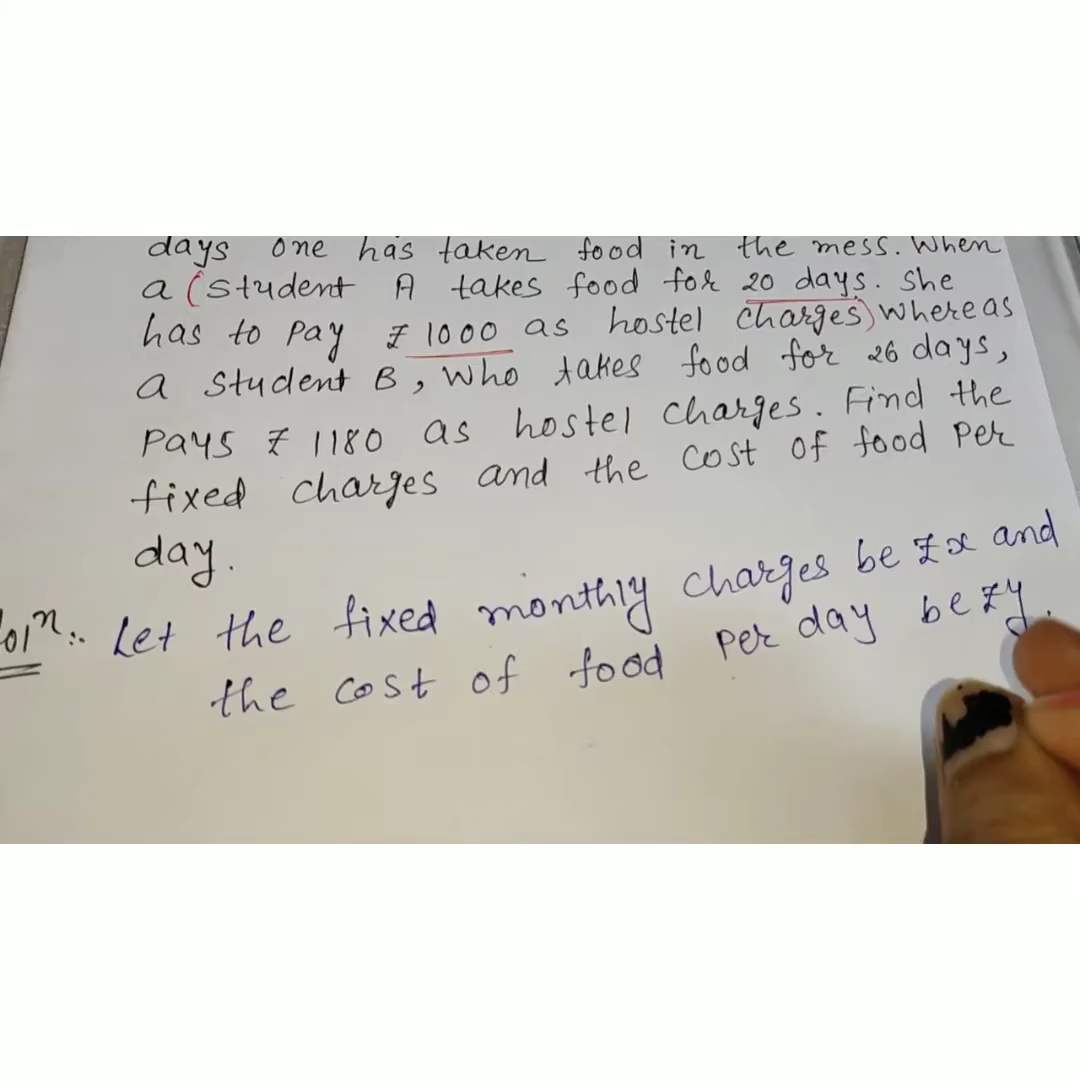 days one has taken food in the mess. When
a (student A takes food for 20 days. she
has to pay ₹ 1000 as hostel charges) whereas
a student B, who takes food for 26 days,
pays ₹ 1180 as hostel charges. Find the
fixed charges and the cost of food per
day.
Solⁿ:. Let the fixed monthly charges be ₹x and
the cost of food per day be ₹y.